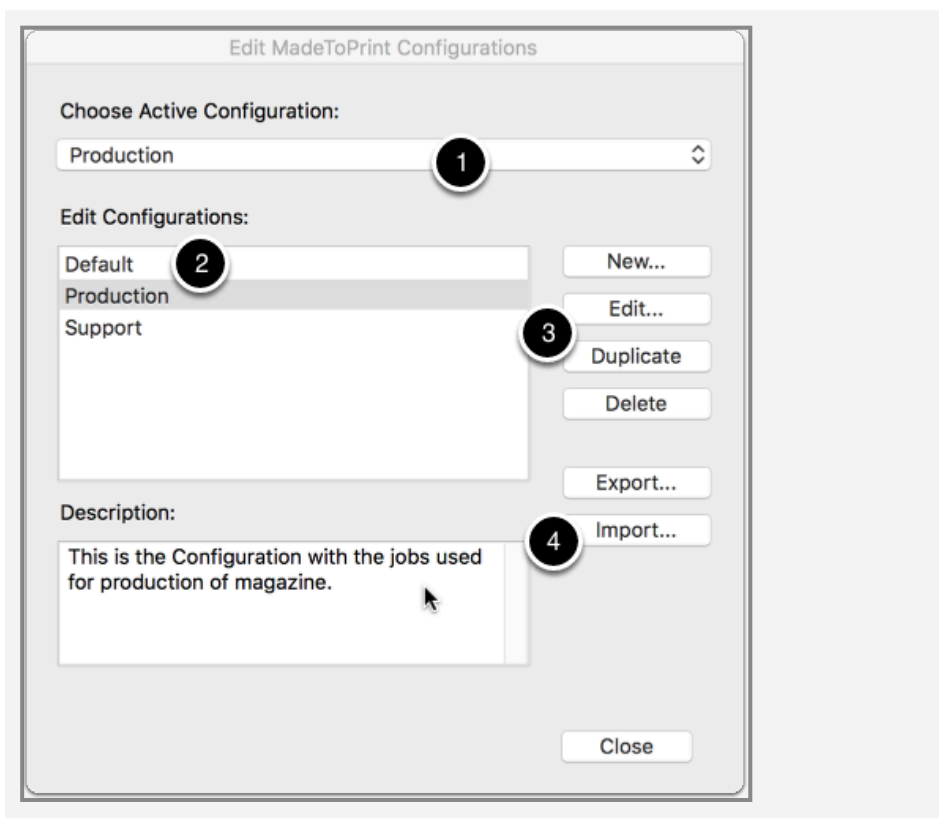 Edit MadeToPrint Configurations
Choose Active Configuration:
Production
1
Edit Configurations:
Default
2
Production
Support
New...
Edit...
3
Duplicate
Delete
Export...
Import...
4
Description:
This is the Configuration with the jobs used
for production of magazine.
Close